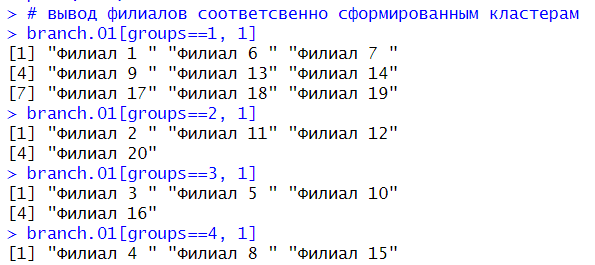 > # вывод филиалов соответсвенно сформированным кластерам
> branch.01[groups==1, 1]
[1] "Филиал 1 " "Филиал 6 " "Филиал 7 "
[4] "Филиал 9 " "Филиал 13" "Филиал 14"
[7] "Филиал 17" "Филиал 18" "Филиал 19"
> branch.01[groups==2, 1]
[1] "Филиал 2 " "Филиал 11" "Филиал 12"
[4] "Филиал 20"
> branch.01[groups==3, 1]
[1] "Филиал 3 " "Филиал 5 " "Филиал 10"
[4] "Филиал 16"
> branch.01[groups==4, 1]
[1] "Филиал 4 " "Филиал 8 " "Филиал 15"